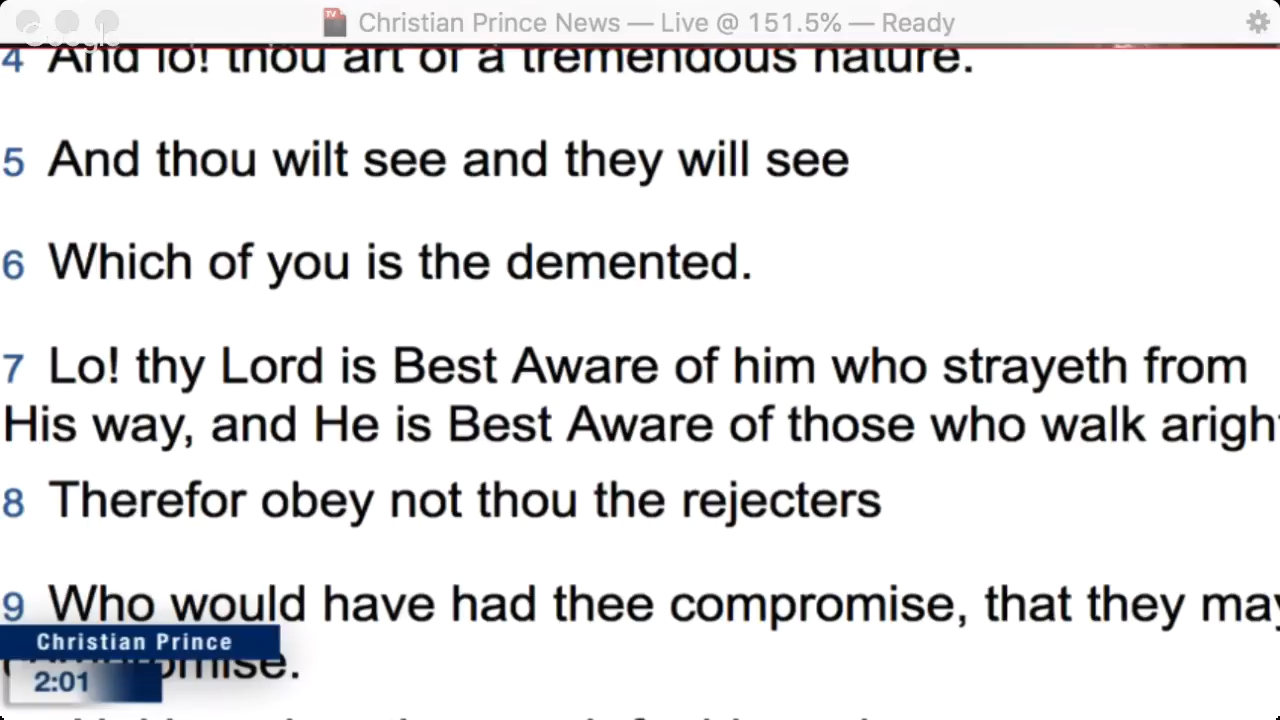 Christian Prince News — Live @ 151.5% — Ready
Google
4 And lo! thou art of a tremendous nature.
5 And thou wilt see and they will see
6 Which of you is the demented.
7 Lo! thy Lord is Best Aware of him who strayeth from
His way, and He is Best Aware of those who walk arigh
8 Therefor obey not thou the rejecters
9 Who would have had thee compromise, that they may
compromise.
Christian Prince
2:01